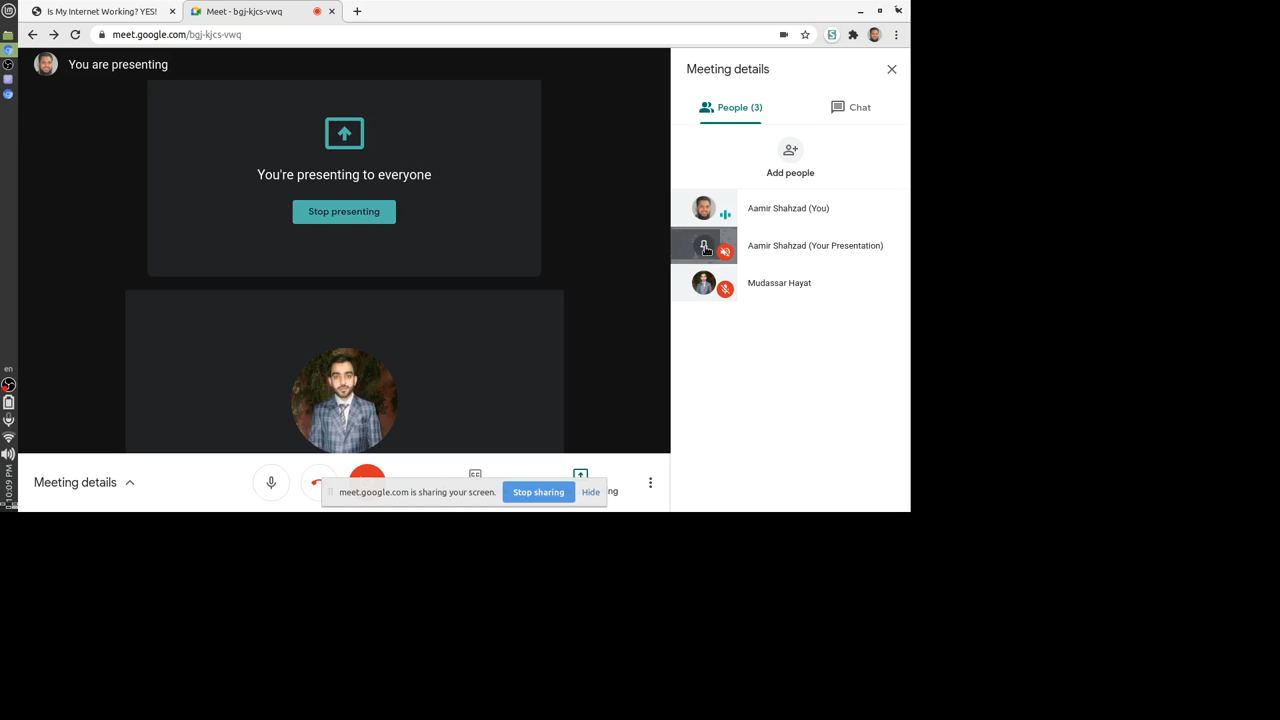 Is My Internet Working? YES!
Meet - bgj-kjcs-vwq
meet.google.com/bgj-kjcs-vwq
You are presenting
You're presenting to everyone
Stop presenting
Meeting details
People (3)
Chat
Add people
Aamir Shahzad (You)
Aamir Shahzad (Your Presentation)
Mudassar Hayat
Meeting details
meet.google.com is sharing your screen.
Stop sharing
Hide
ng
en
10:09 PM